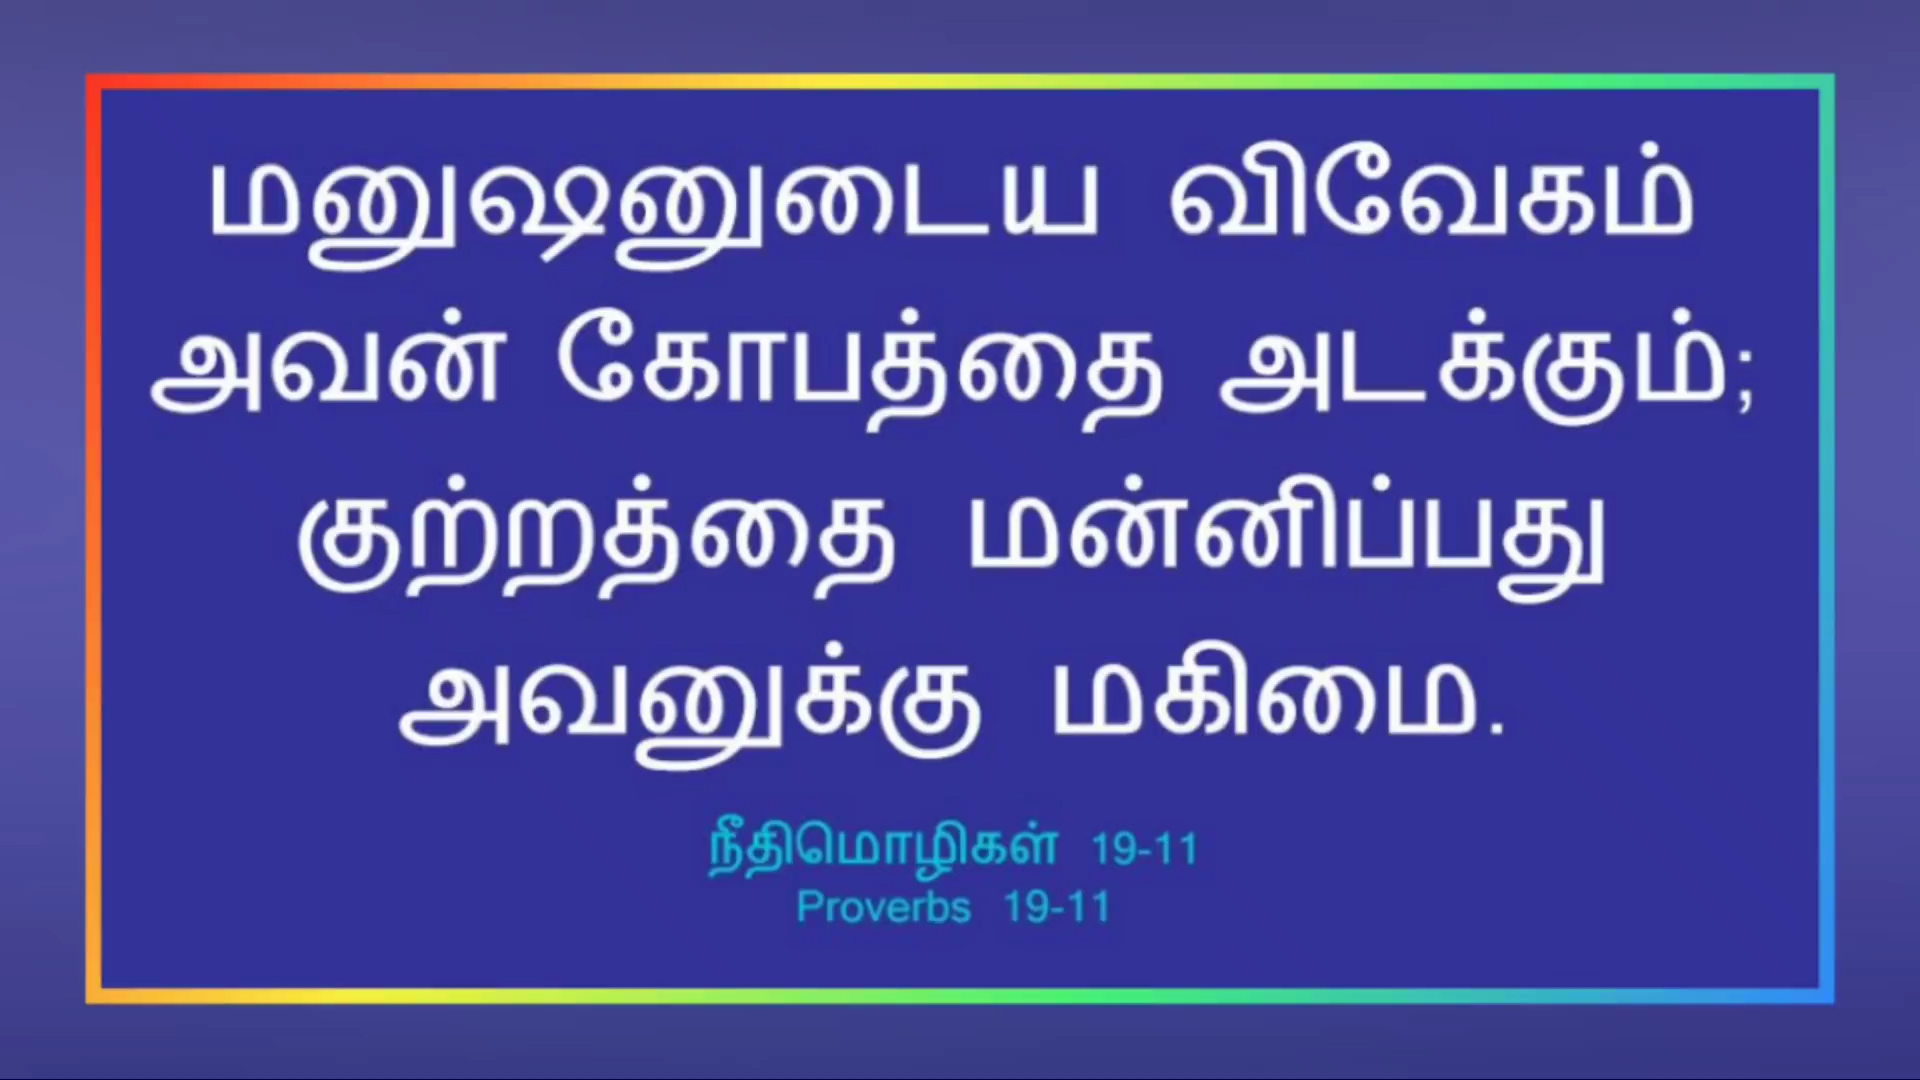 மனுஷனுடைய விவேகம்
அவன் கோபத்தை அடக்கும்;
குற்றத்தை மன்னிப்பது
அவனுக்கு மகிமை.
நீதிமொழிகள் 19-11
Proverbs 19-11